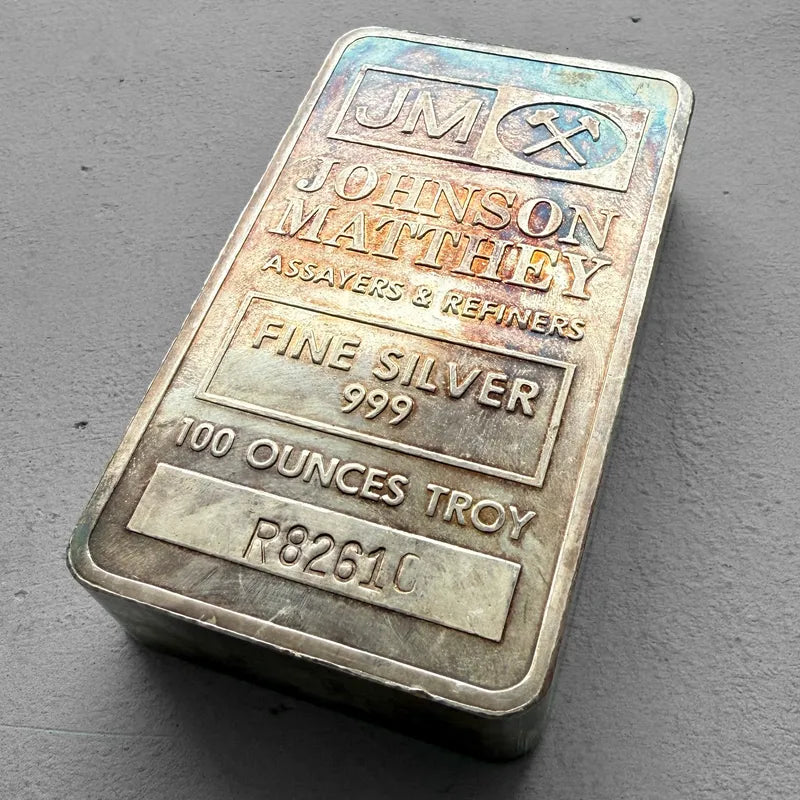 JM
JOHNSON
MATTHEY
ASSAYERS & REFINERS
FINE SILVER
999
100 OUNCES TROY
R82610